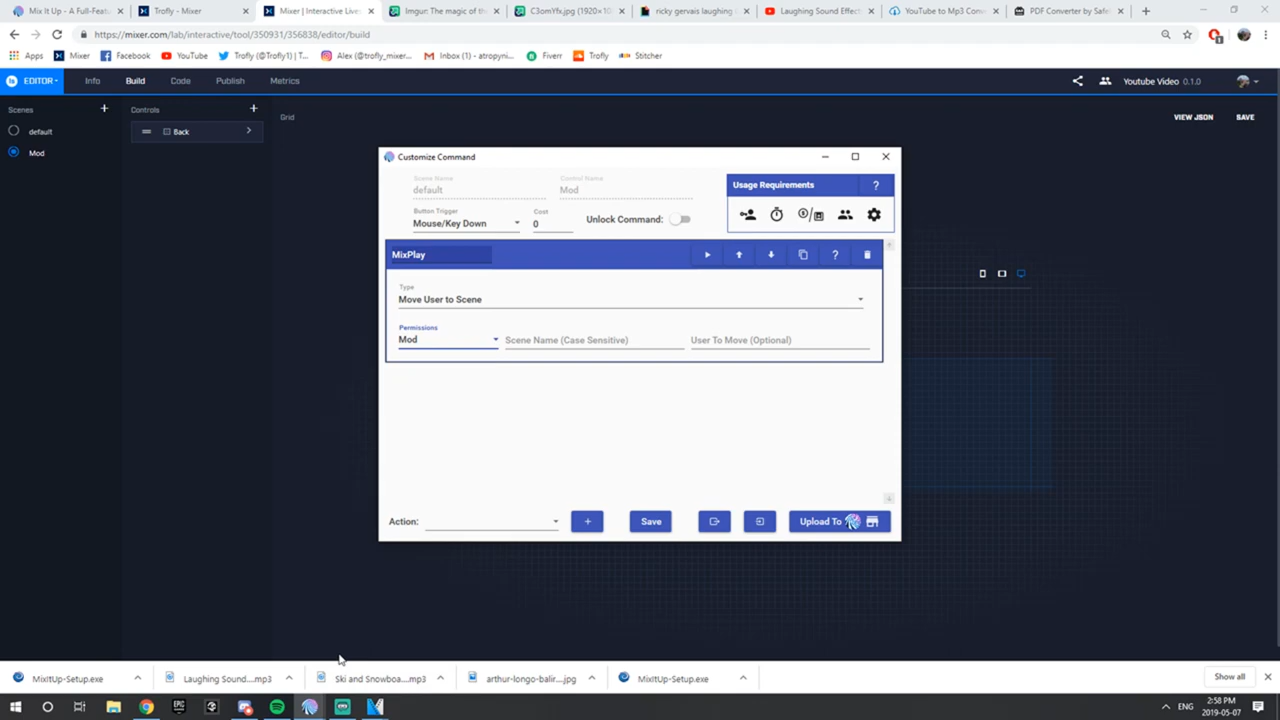 Mix It Up - A Full-Featu
Trofly - Mixer
Mixer | Interactive Live
Imgur: The magic of the
C3omYfx.jpg (1920×10
ricky gervais laughing
Laughing Sound Effect
YouTube to Mp3 Conv
PDF Converter by Safe
https://mixer.com/lab/interactive/tool/350931/356838/editor/build
Apps
Mixer
Facebook
YouTube
Twitter
Trofly (@Trofly1) | T...
Alex (@trofly_mixer...
Inbox (1) - atropyni...
Fiverr
Trofly
Stitcher
EDITOR
Info
Build
Code
Publish
Metrics
Youtube Video 0.1.0
Scenes
Controls
Grid
VIEW JSON
SAVE
default
Back
Mod
Customize Command
Scene Name
Control Name
default
Mod
Usage Requirements
?
Button Trigger
Cost
Mouse/Key Down
0
Unlock Command:
MixPlay
?
Type
Move User to Scene
Permissions
Mod
Scene Name (Case Sensitive)
User To Move (Optional)
Action:
+
Save
Upload To
MixItUp-Setup.exe
Laughing Sound....mp3
Ski and Snowboa....mp3
arthur-longo-balir....jpg
MixItUp-Setup.exe
Show all
ENG
2:58 PM
2019-05-07